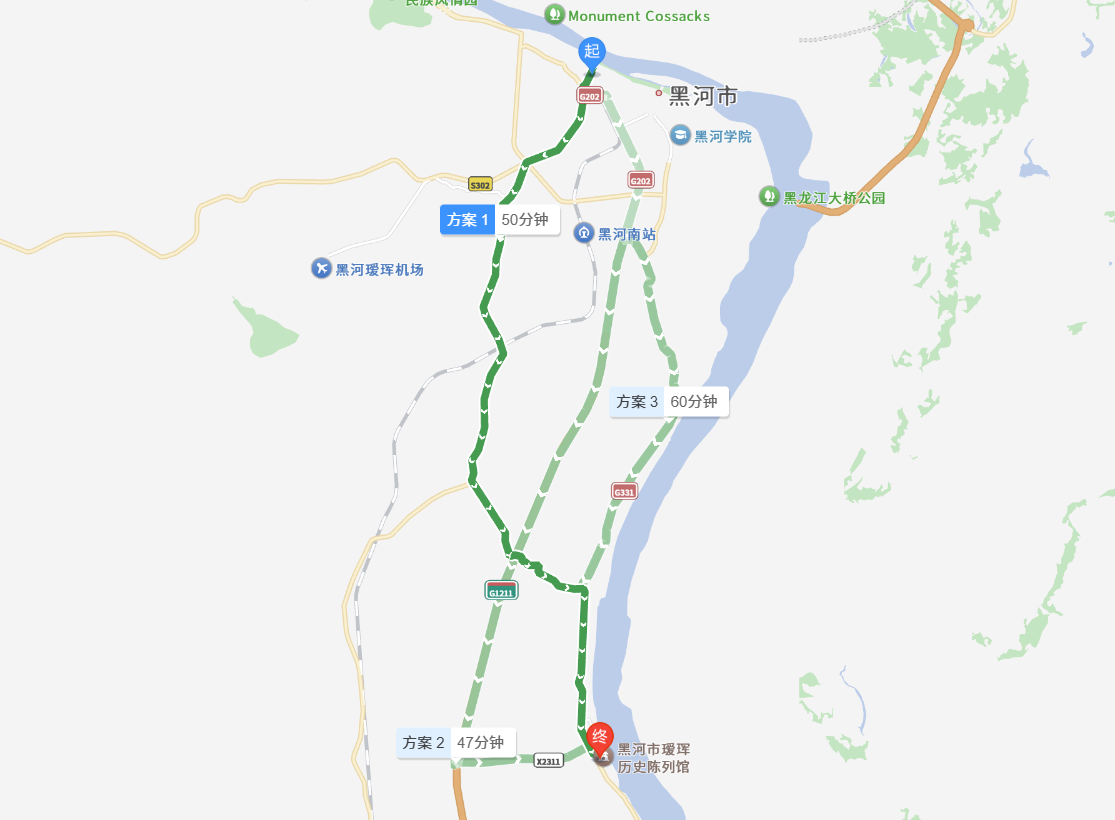 民族风情园
Monument Cossacks
起
G202
黑河市
黑河学院
G202
S302
黑龙江大桥公园
方案 1 50分钟
黑河南站
黑河瑷珲机场
方案 3 60分钟
G331
G1211
终
方案 2 47分钟
黑河市瑷珲
历史陈列馆
X2311